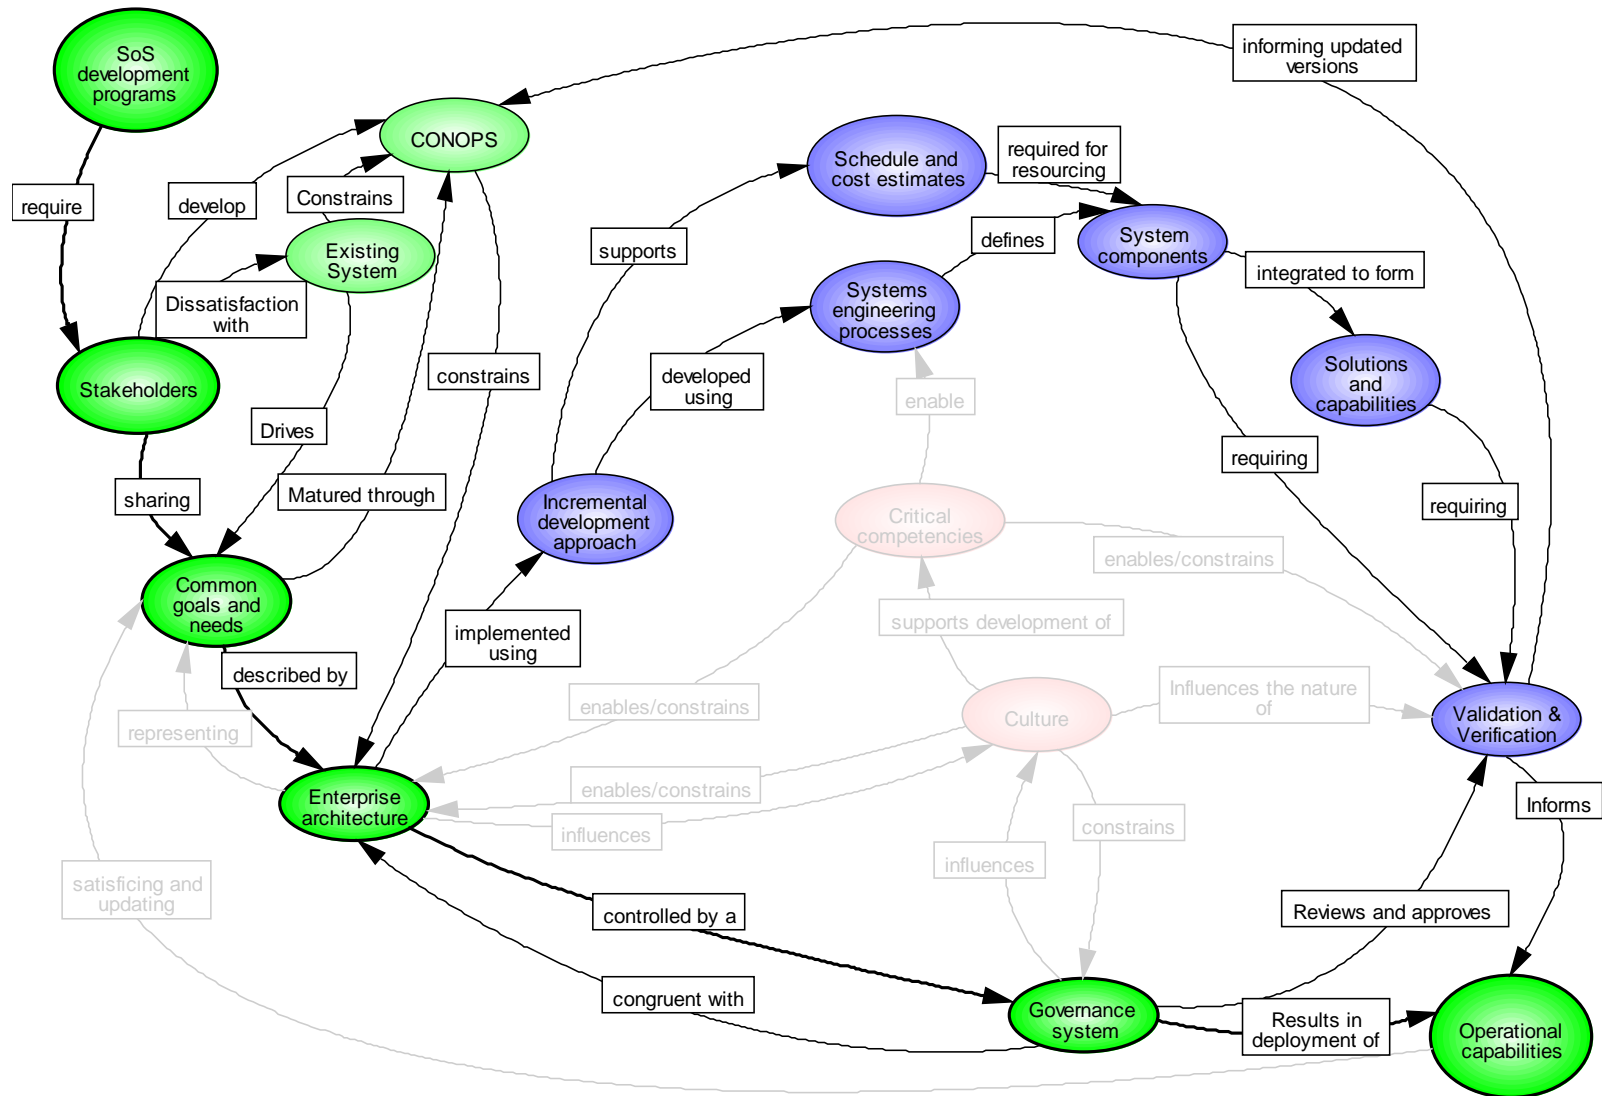 SoS
development
programs
informing updated
versions
CONOPS
Schedule and
cost estimates
required for
resourcing
require
develop
Constrains
supports
defines
System
components
integrated to form
Existing
System
Dissatisfaction
with
Systems
engineering
processes
Stakeholders
constrains
developed
using
enable
Solutions
and
capabilities
Drives
requiring
sharing
Matured through
Incremental
development
approach
Critical
competencies
requiring
enables/constrains
Common
goals and
needs
implemented
using
supports development of
described by
representing
enables/constrains
Culture
Influences the nature
of
Validation &
Verification
Enterprise
architecture
enables/constrains
influences
constrains
influences
Informs
satisficing and
updating
controlled by a
Reviews and approves
congruent with
Governance
system
Results in
deployment of
Operational
capabilities